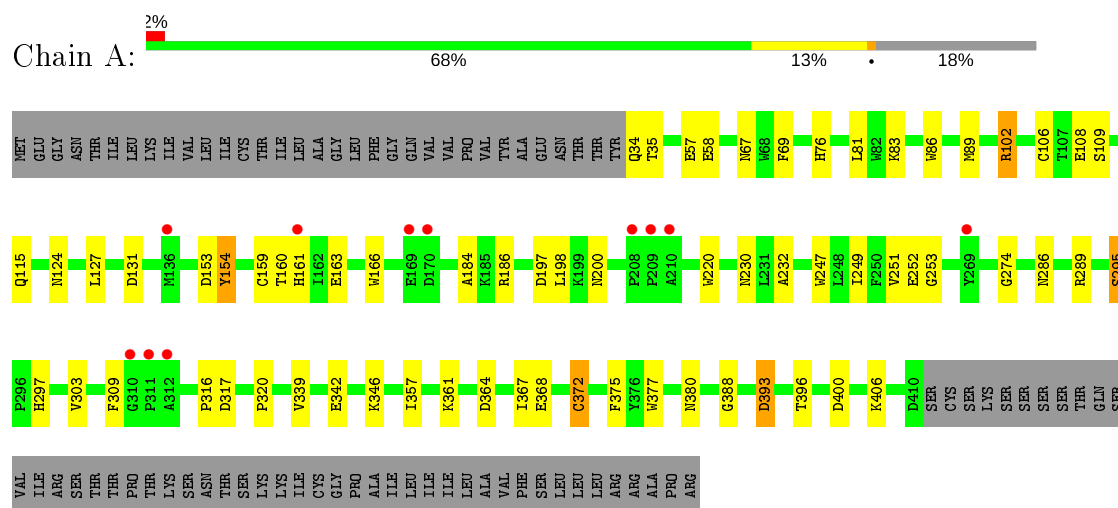 2%
Chain A:
68% 13% • 18%
MET GLU GLY ASN THR ILE LEU LYS ILE VAL LEU ILE CYS THR ILE LEU ALA GLY LEU PHE GLY GLN VAL VAL PRO VAL TYR ALA GLU ASN THR THR TYR Q34 T35 E57 E58 N67 W68 F69 H76 L81 W82 K83 W86 M89 R102 C106 T107 E108 S109
Q115 N124 L127 D131 M136 D153 Y154 C159 T160 H161 I162 E163 W166 E169 D170 A184 K185 R186 D197 L198 K199 N200 P208 P209 A210 W220 N230 L231 A232 W247 L248 I249 F250 V251 E252 G253 Y269 G274 N286 R289 S295
P296 H297 V303 F309 G310 P311 A312 P316 D317 P320 V339 E342 K346 I357 K361 D364 I367 E368 C372 F375 Y376 W377 N380 G388 D393 T396 D400 K406 D410 SER CYS SER LYS SER SER SER SER THR GLN SER
VAL ILE ARG SER THR THR PRO THR LYS SER ASN THR SER LYS LYS ILE CYS GLY PRO ALA ILE LEU ILE ILE LEU ALA VAL PHE SER LEU LEU LEU ARG ARG ALA PRO ARG